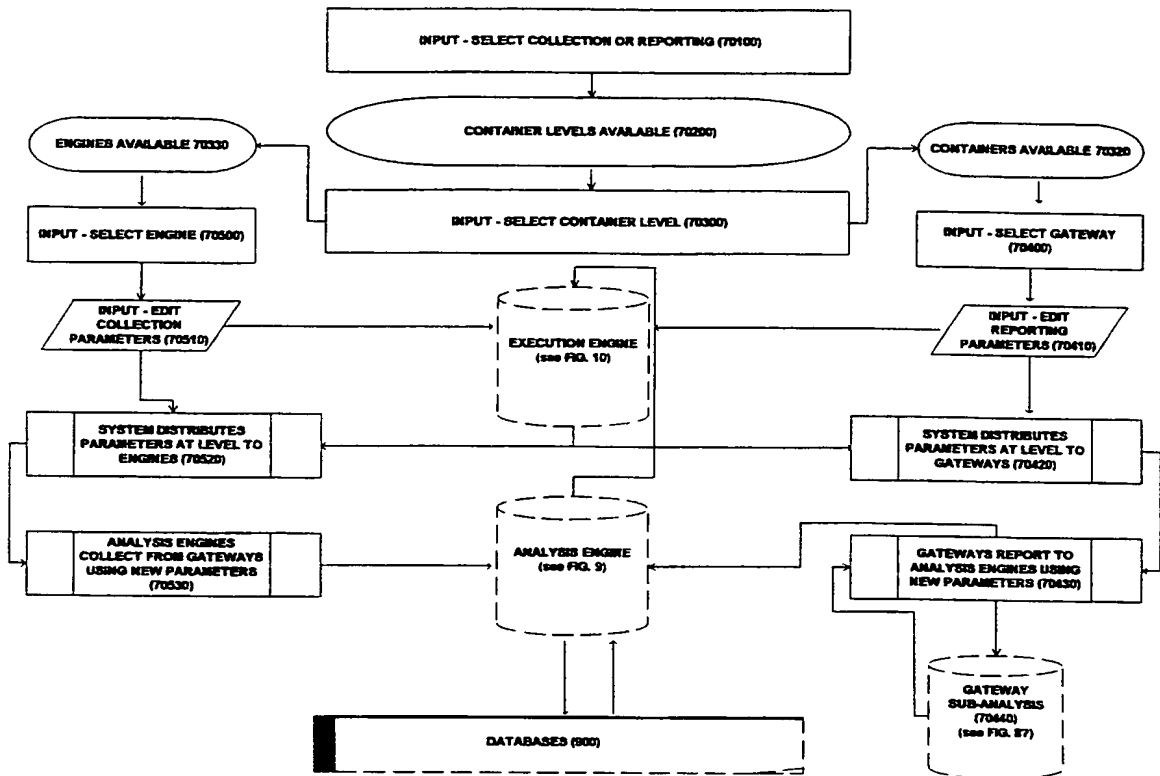 INPUT - SELECT COLLECTION OR REPORTING (70100)
CONTAINER LEVELS AVAILABLE (70200)
ENGINES AVAILABLE 70330
CONTAINERS AVAILABLE 70320
INPUT - SELECT ENGINE (70500)
INPUT - SELECT CONTAINER LEVEL (70300)
INPUT - SELECT GATEWAY
(70400)
INPUT - EDIT
COLLECTION
PARAMETERS (70510)
EXECUTION ENGINE
(see FIG. 10)
INPUT - EDIT
REPORTING
PARAMETERS (70410)
SYSTEM DISTRIBUTES
PARAMETERS AT LEVEL TO
ENGINES (70520)
SYSTEM DISTRIBUTES
PARAMETERS AT LEVEL TO
GATEWAYS (70420)
ANALYSIS ENGINES
COLLECT FROM GATEWAYS
USING NEW PARAMETERS
(70530)
ANALYSIS ENGINE
(see FIG. 9)
GATEWAYS REPORT TO
ANALYSIS ENGINES USING
NEW PARAMETERS (70430)
GATEWAY
SUB-ANALYSIS
(70440)
(see FIG. 87)
DATABASES (900)